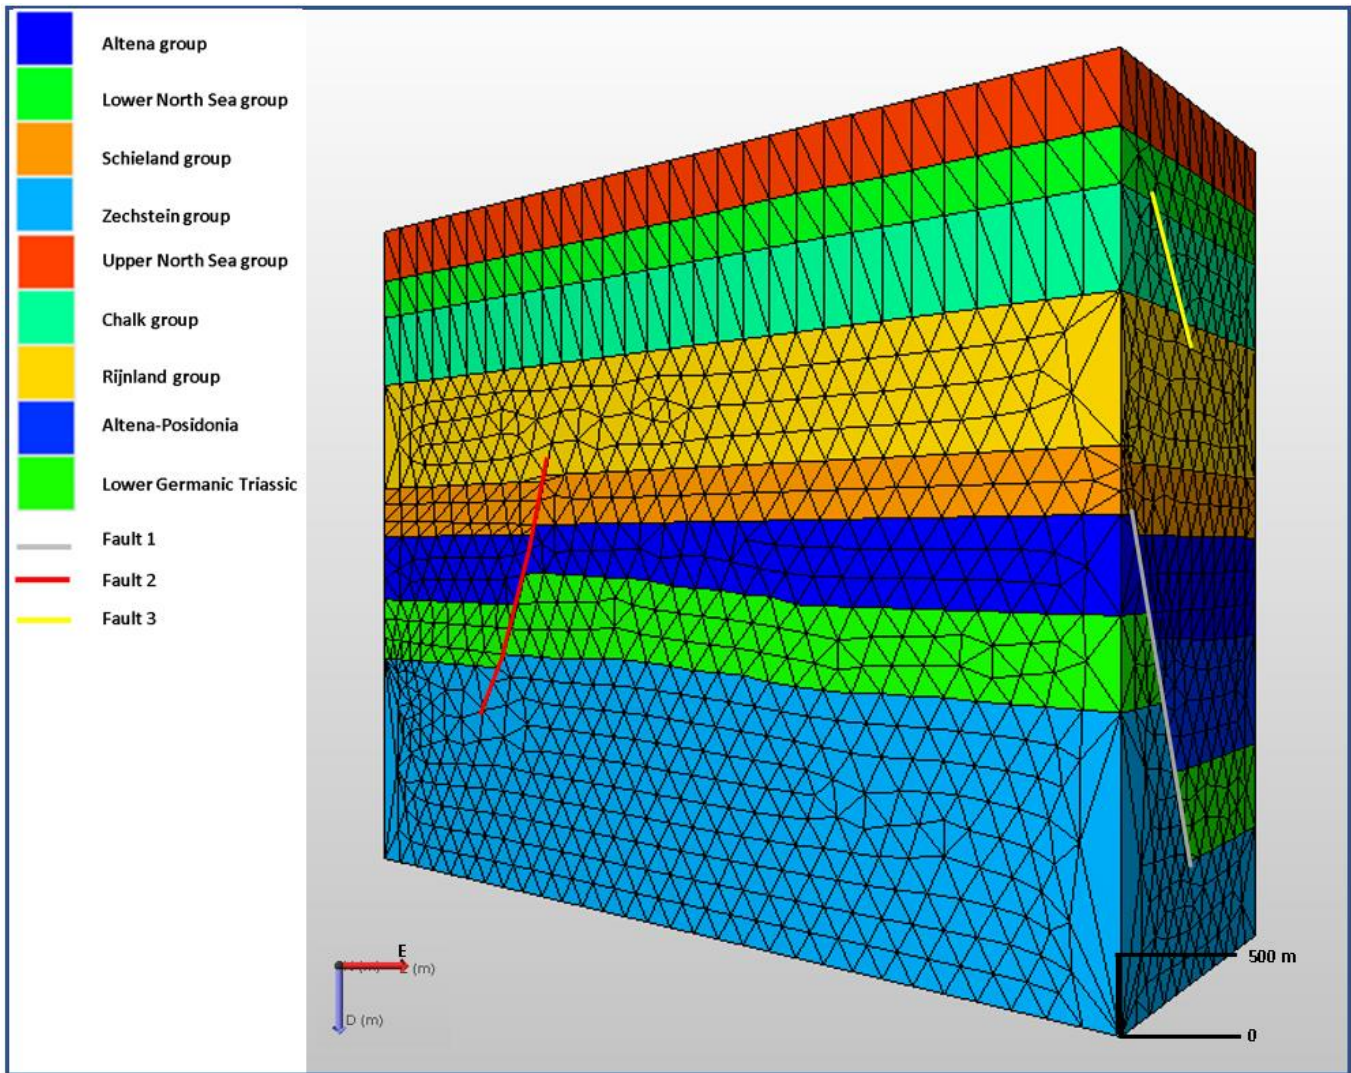 Altena group
Lower North Sea group
Schieland group
Zechstein group
Upper North Sea group
Chalk group
Rijnland group
Altena-Posidonia
Lower Germanic Triassic
Fault 1
Fault 2
Fault 3
E
(m)
D (m)
500 m
0